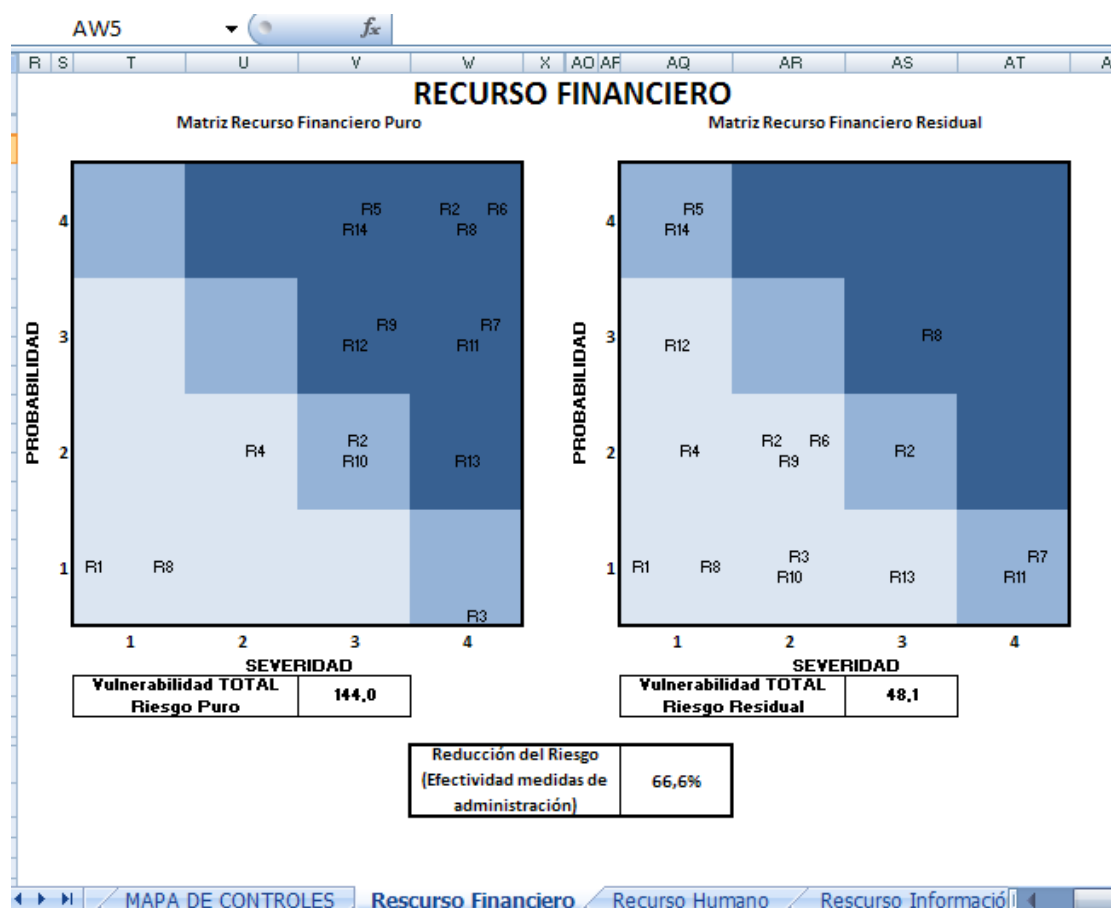 AW5 fx
R S T U V W X AO AF AQ AR AS AT A
RECURSO FINANCIERO
Matriz Recurso Financiero Puro
Matriz Recurso Financiero Residual
PROBABILIDAD
4
R5 R2 R6
R14 R8
3
R9 R7
R12 R11
2
R2
R4
R10 R13
1
R1 R8
R3
1 2 3 4
SEVERIDAD
Vulnerabilidad TOTAL
Riesgo Puro
144,0
PROBABILIDAD
4
R5
R14
3
R8
R12
2
R2 R6
R4 R2
R9
1
R3 R7
R1 R8
R10 R13 R11
1 2 3 4
SEVERIDAD
Vulnerabilidad TOTAL
Riesgo Residual
48,1
Reducción del Riesgo
(Efectividad medidas de
administración)
66,6%
MAPA DE CONTROLES Rescurso Financiero Recurso Humano Rescurso Informació